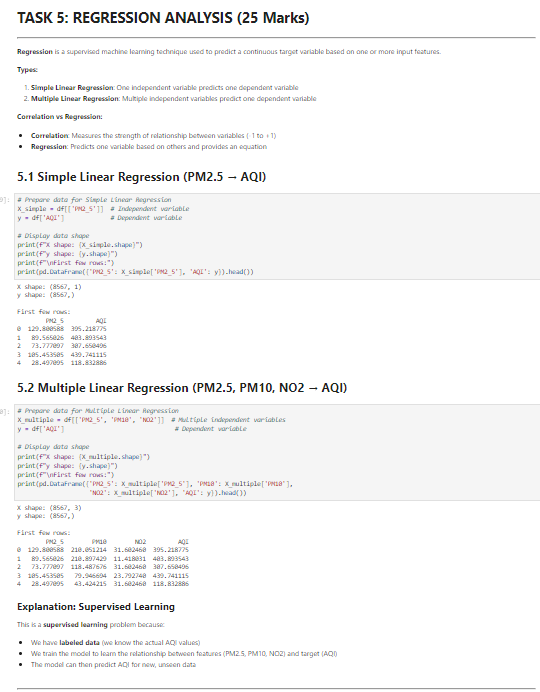 TASK 5: REGRESSION ANALYSIS (25 Marks)
Regression is a supervised machine learning technique used to predict a continuous target variable based on one or more input features.
Types:
1. Simple Linear Regression: One independent variable predicts one dependent variable
2. Multiple Linear Regression: Multiple independent variables predict one dependent variable
Correlation vs Regression:
• Correlation: Measures the strength of relationship between variables (-1 to +1)
• Regression: Predicts one variable based on others and provides an equation
5.1 Simple Linear Regression (PM2.5 → AQI)
# Prepare data for Simple Linear Regression
X_simple = df[['PM2_5']] # Independent variable
y = df['AQI'] # Dependent variable
# Display data shape
print(f"X shape: {X_simple.shape}")
print(f"y shape: {y.shape}")
print(f"\nFirst few rows:")
print(pd.DataFrame({'PM2_5': X_simple['PM2_5'], 'AQI': y}).head())
X shape: (8567, 1)
y shape: (8567,)
First few rows:
PM2_5 AQI
0 129.800588 395.218775
1 89.565026 403.893543
2 73.777097 307.650496
3 105.453505 439.741115
4 28.497095 118.832886
5.2 Multiple Linear Regression (PM2.5, PM10, NO2 → AQI)
# Prepare data for Multiple Linear Regression
X_multiple = df[['PM2_5', 'PM10', 'NO2']] # Multiple independent variables
y = df['AQI'] # Dependent variable
# Display data shape
print(f"X shape: {X_multiple.shape}")
print(f"y shape: {y.shape}")
print(f"\nFirst few rows:")
print(pd.DataFrame({'PM2_5': X_multiple['PM2_5'], 'PM10': X_multiple['PM10'],
'NO2': X_multiple['NO2'], 'AQI': y}).head())
X shape: (8567, 3)
y shape: (8567,)
First few rows:
PM2_5 PM10 NO2 AQI
0 129.800588 210.051214 31.602460 395.218775
1 89.565026 210.897429 11.418031 403.893543
2 73.777097 118.487676 31.602460 307.650496
3 105.453505 79.946694 23.792740 439.741115
4 28.497095 43.424215 31.602460 118.832886
Explanation: Supervised Learning
This is a supervised learning problem because:
• We have labeled data (we know the actual AQI values)
• We train the model to learn the relationship between features (PM2.5, PM10, NO2) and target (AQI)
• The model can then predict AQI for new, unseen data